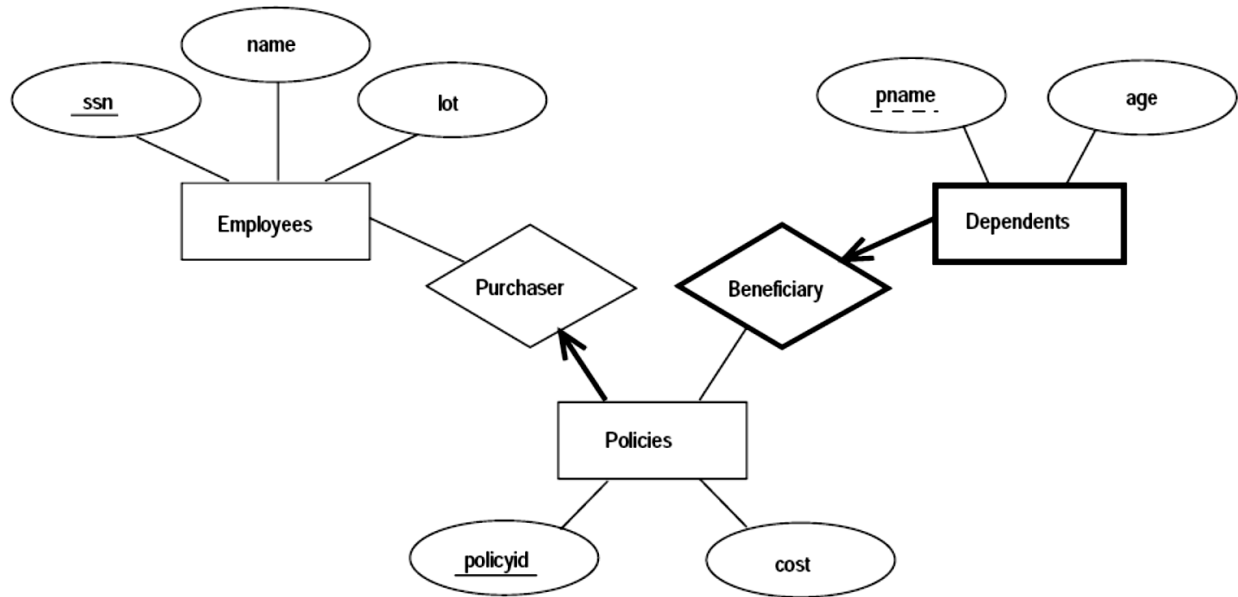 name
ssn
lot
pname
age
Employees
Dependents
Purchaser
Beneficiary
Policies
policyid
cost